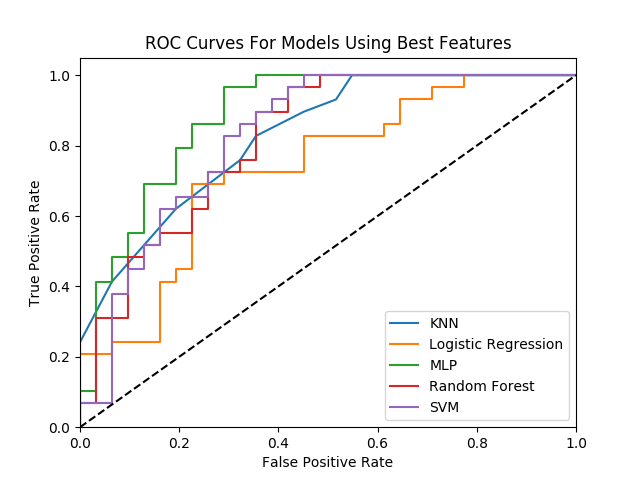 ROC Curves For Models Using Best Features
True Positive Rate
1.0
0.8
0.6
0.4
0.2
0.0
KNN
Logistic Regression
MLP
Random Forest
SVM
0.0 0.2 0.4 0.6 0.8 1.0
False Positive Rate